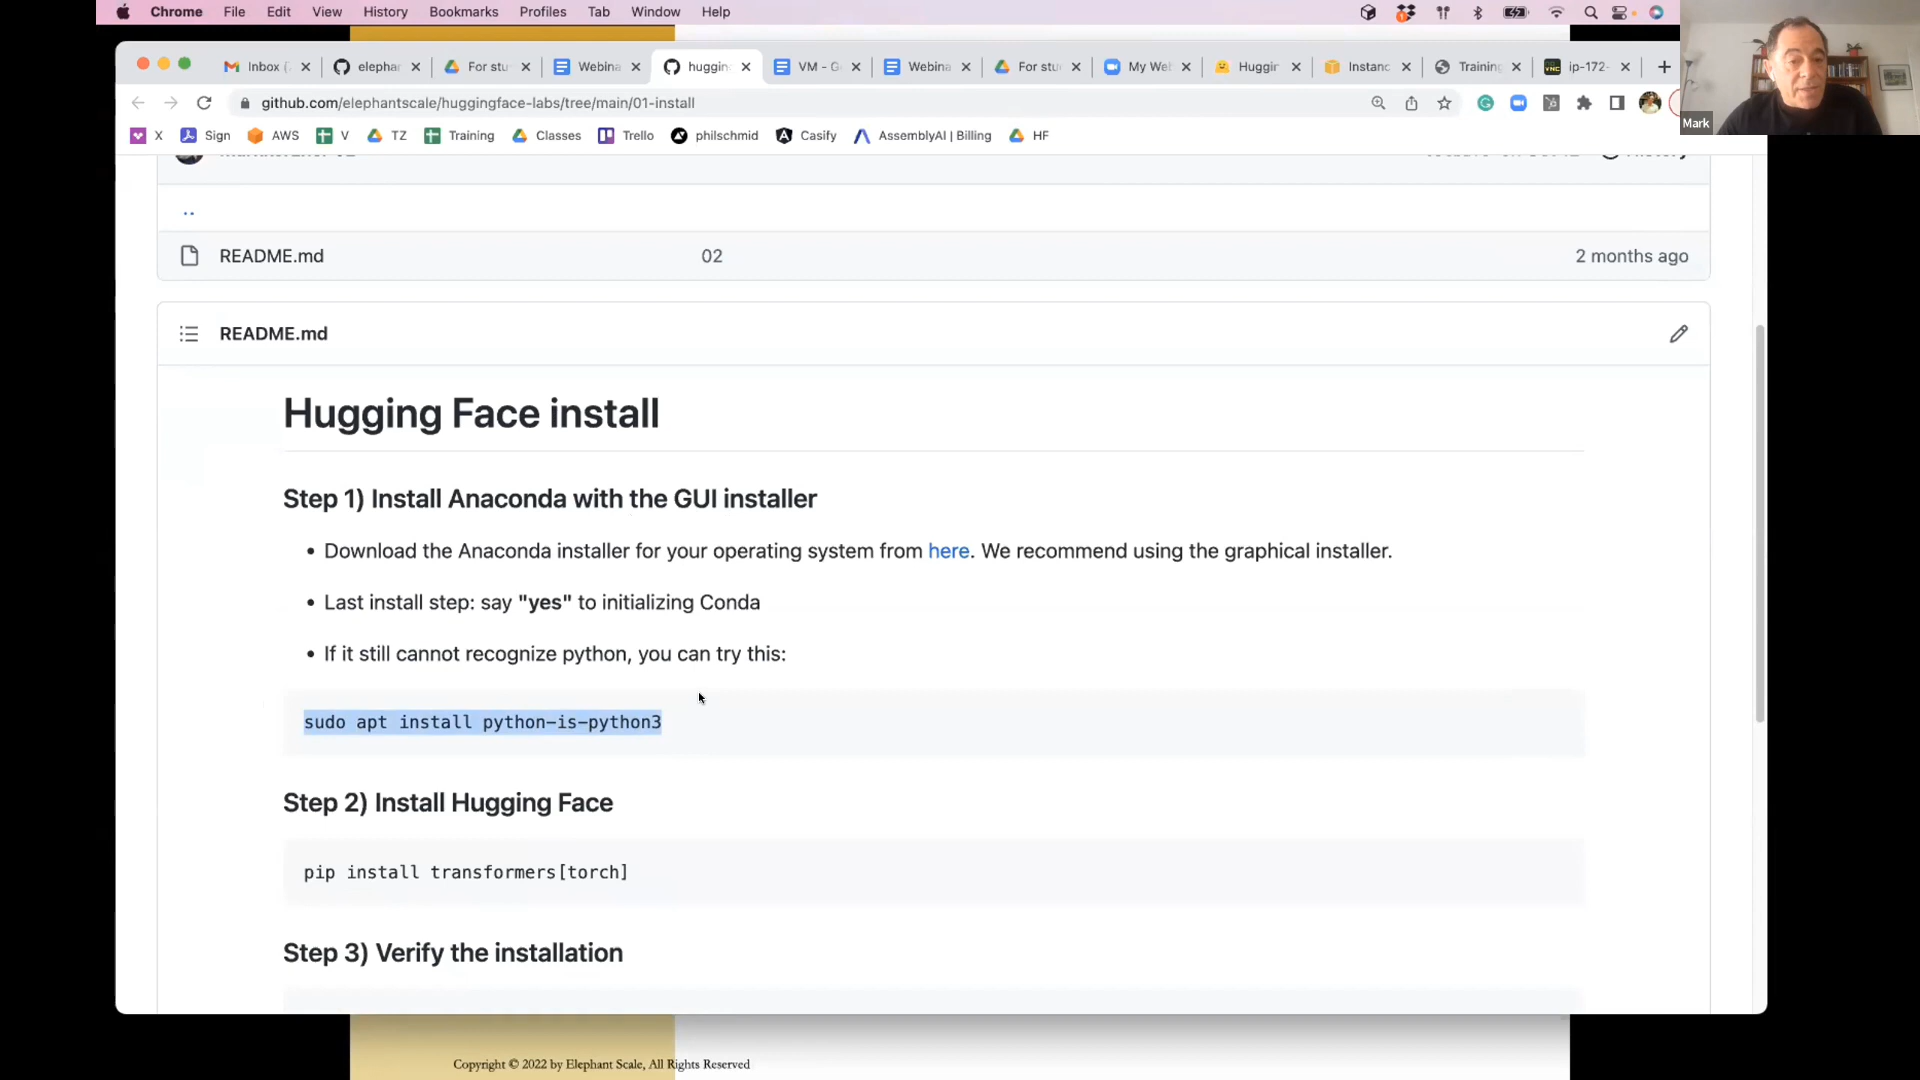 Chrome File Edit View History Bookmarks Profiles Tab Window Help
Inbox ( elephan For stu Webina hugging VM - G Webina For stu My Web Huggin Instanc Training ip-172-
github.com/elephantscale/huggingface-labs/tree/main/01-install
X Sign AWS V TZ Training Classes Trello philschmid Casify AssemblyAI | Billing HF
Mark
..
README.md 02 2 months ago
README.md
Hugging Face install
Step 1) Install Anaconda with the GUI installer
• Download the Anaconda installer for your operating system from here. We recommend using the graphical installer.
• Last install step: say "yes" to initializing Conda
• If it still cannot recognize python, you can try this:
sudo apt install python-is-python3
Step 2) Install Hugging Face
pip install transformers[torch]
Step 3) Verify the installation
Copyright © 2022 by Elephant Scale, All Rights Reserved